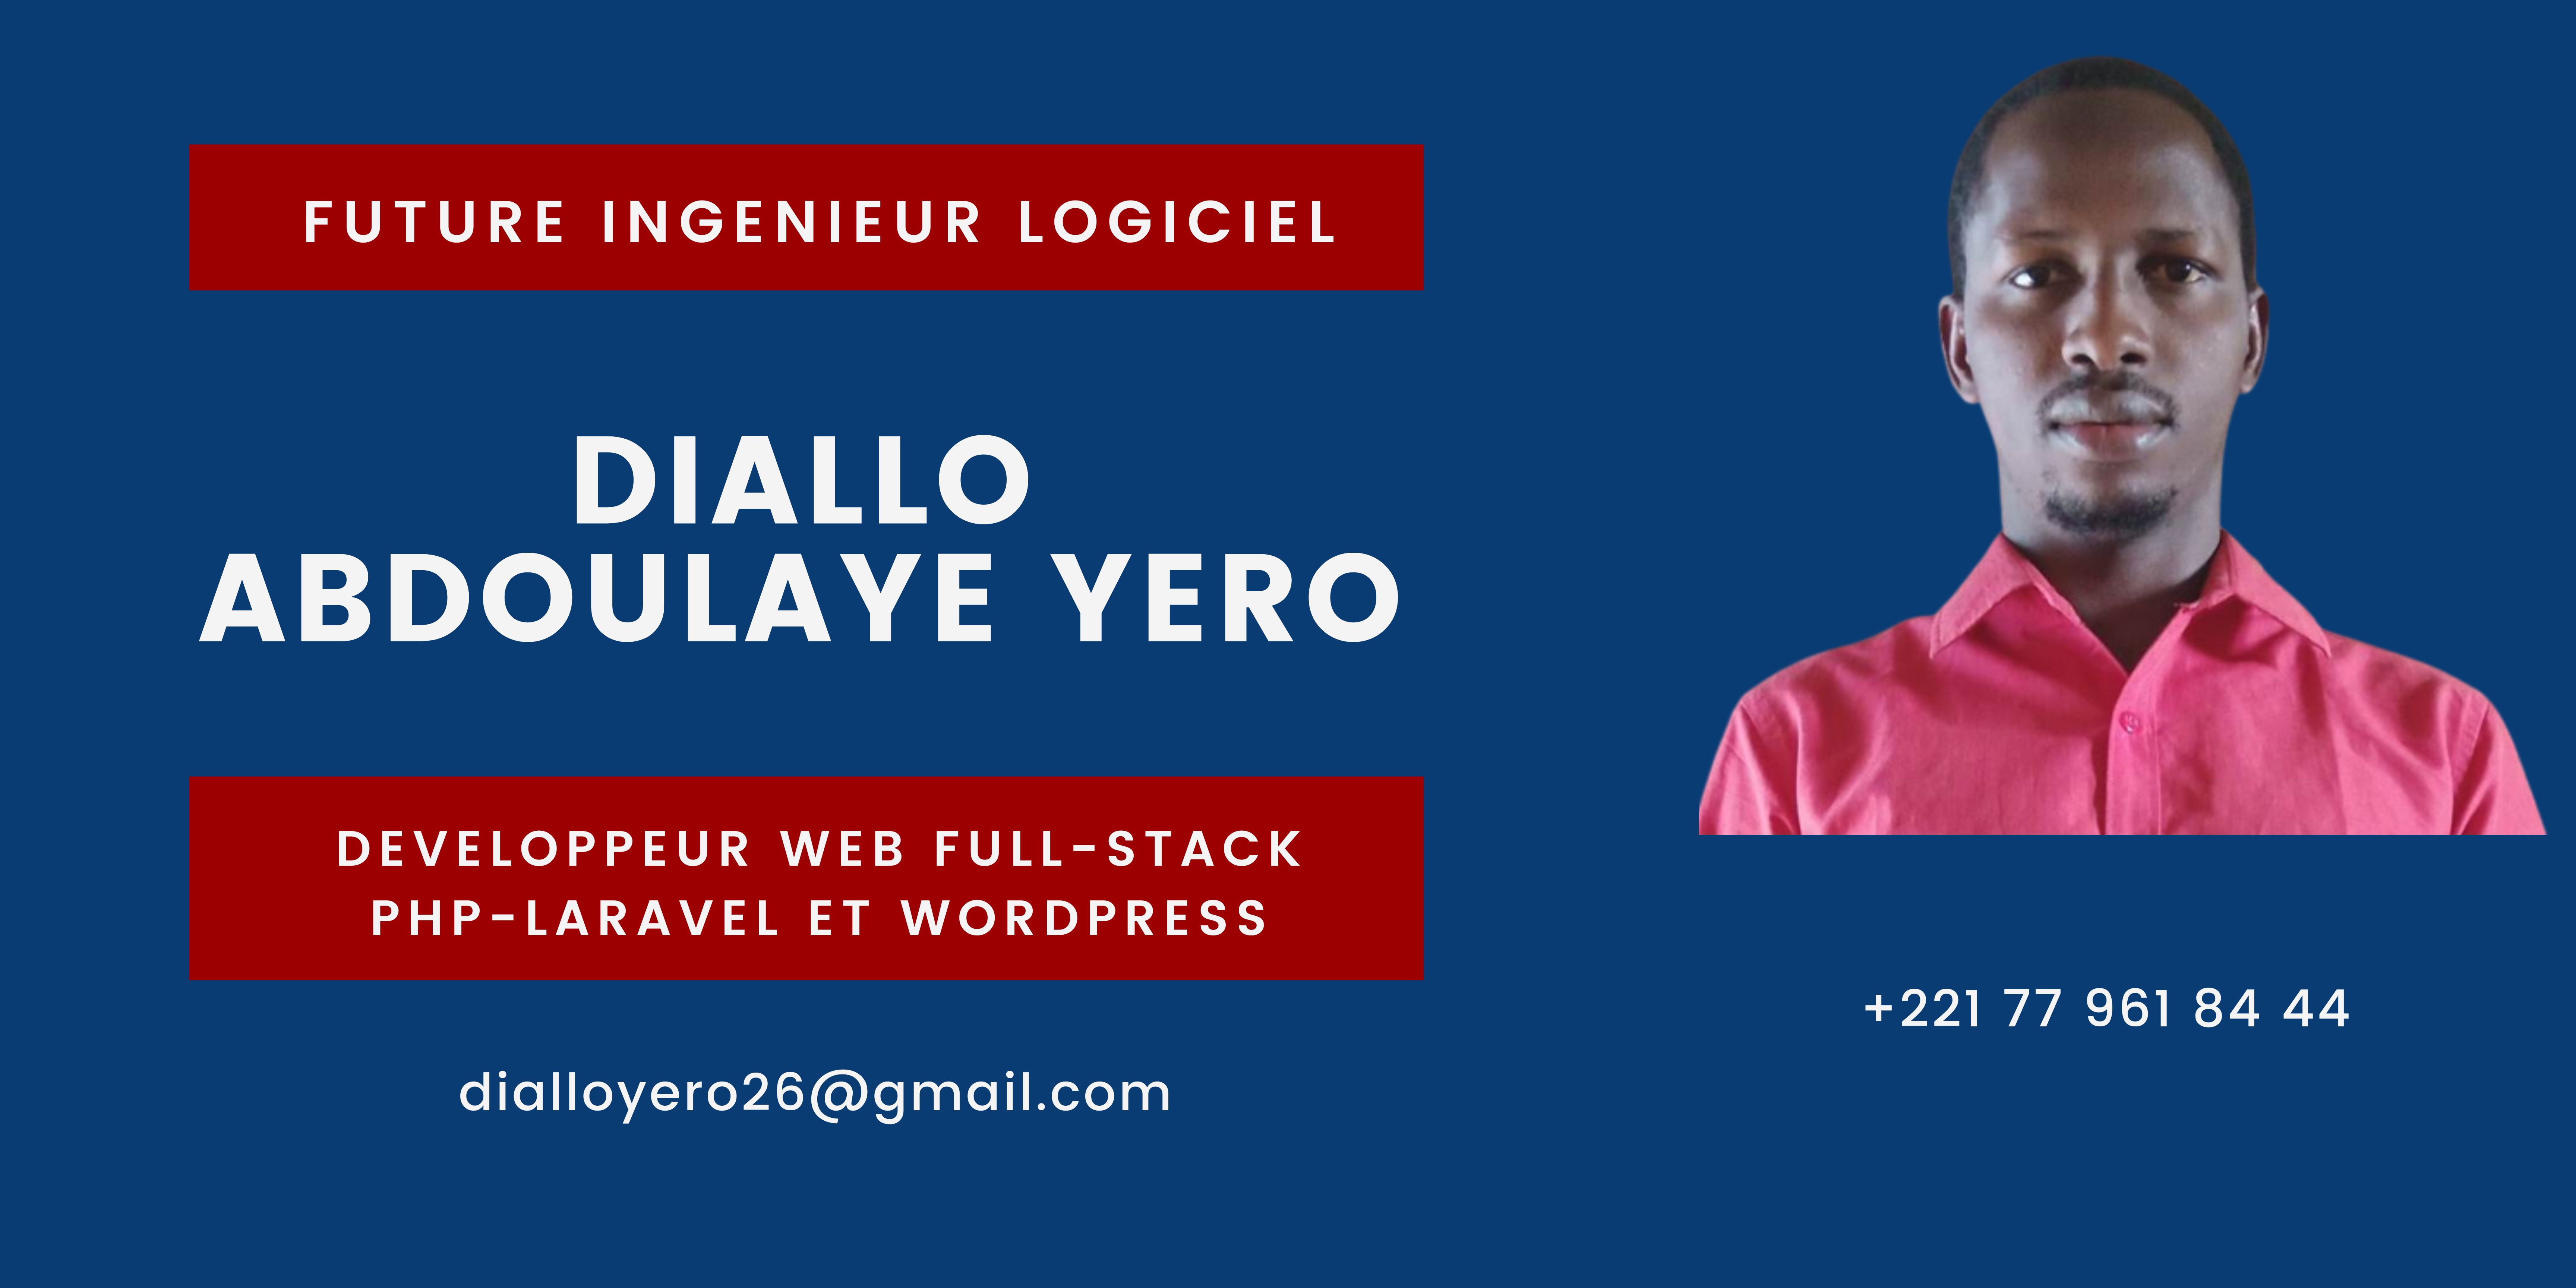 FUTURE INGENIEUR LOGICIEL
DIALLO
ABDOULAYE YERO
DEVELOPPEUR WEB FULL-STACK
PHP-LARAVEL ET WORDPRESS
dialloyero26@gmail.com
+221 77 961 84 44